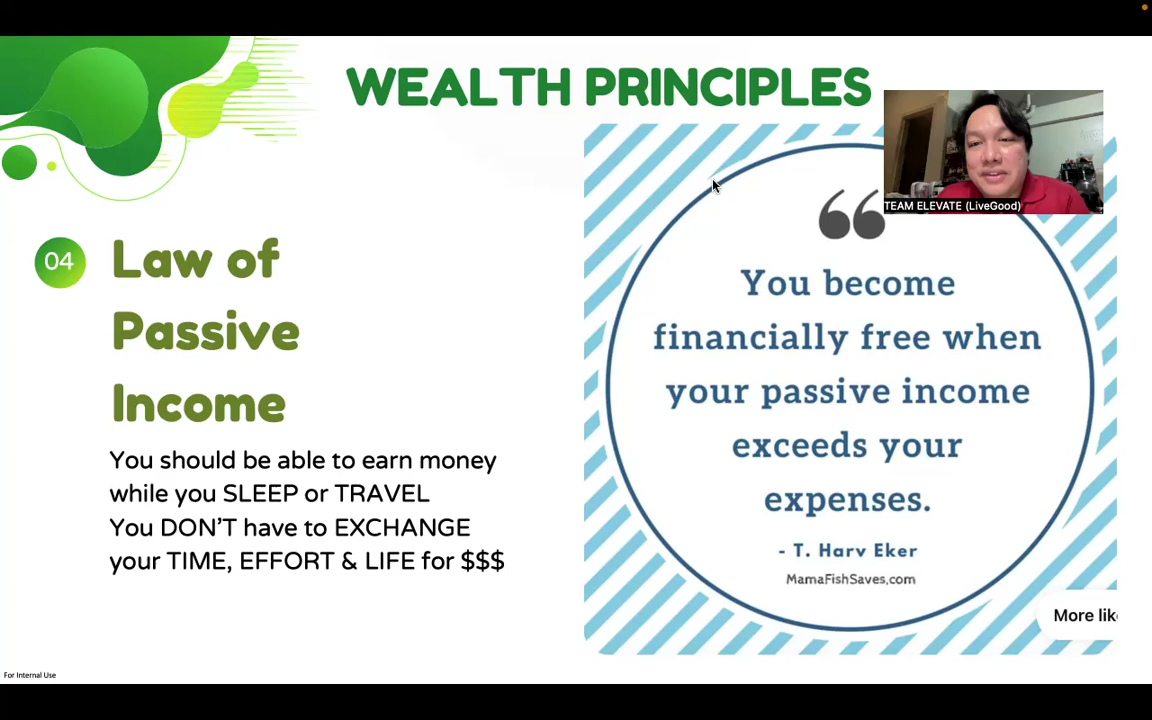 WEALTH PRINCIPLES
TEAM ELEVATE (LiveGood)
04
Law of
Passive
Income
You should be able to earn money
while you SLEEP or TRAVEL
You DON'T have to EXCHANGE
your TIME, EFFORT & LIFE for $$$
You become
financially free when
your passive income
exceeds your
expenses.
- T. Harv Eker
MamaFishSaves.com
More lik
For Internal Use